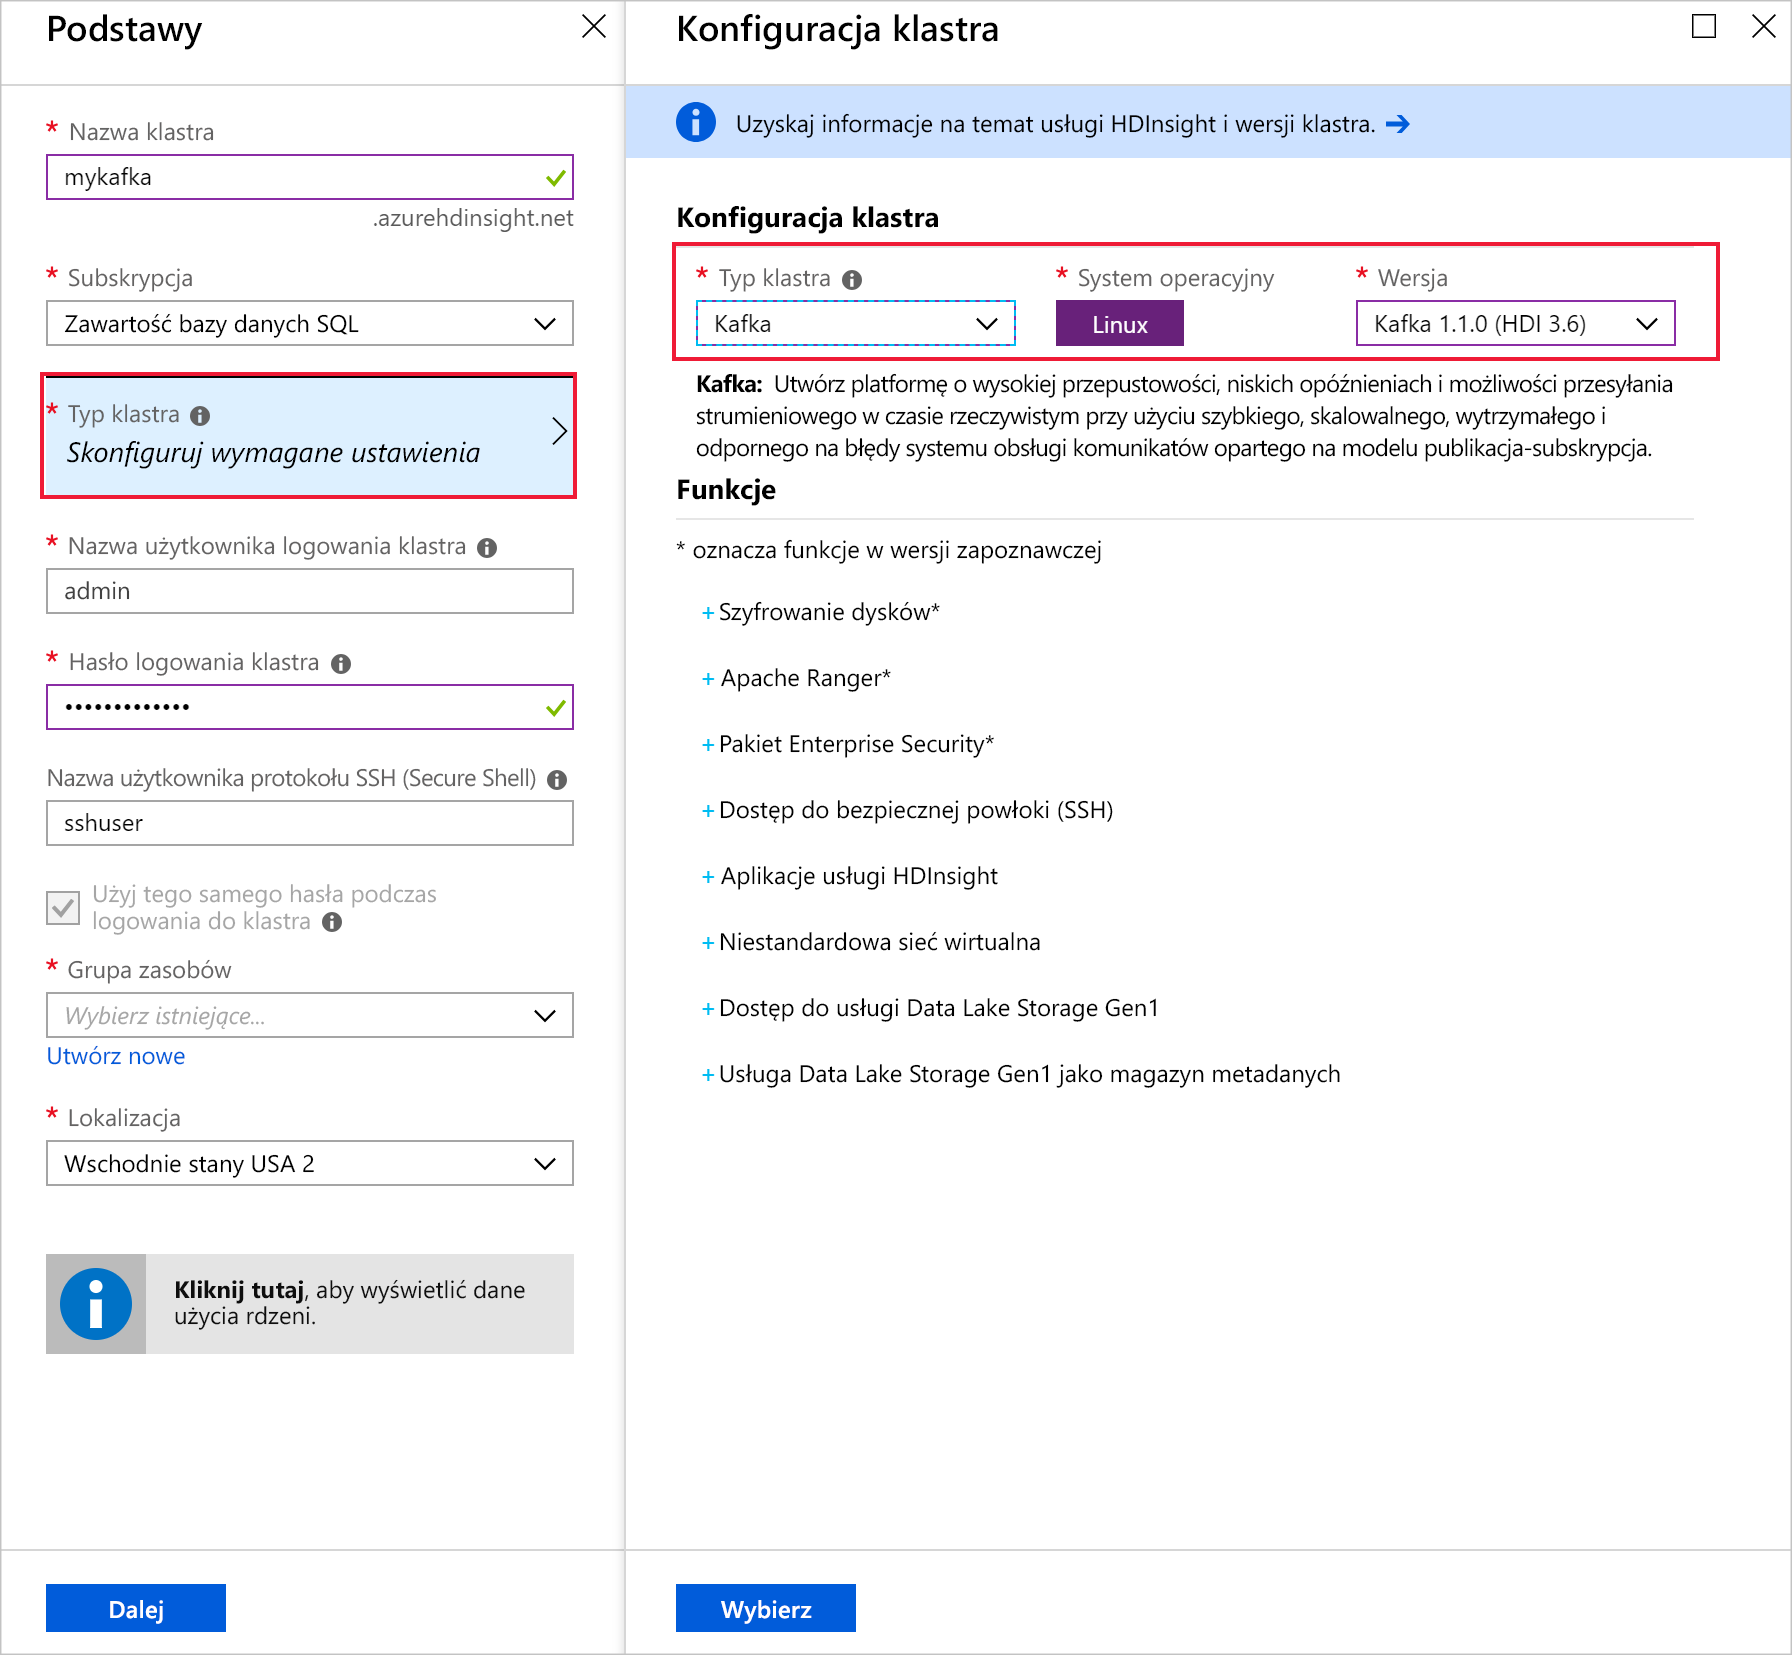 Podstawy
* Nazwa klastra
mykafka
.azurehdinsight.net
* Subskrypcja
Zawartość bazy danych SQL
* Typ klastra
Skonfiguruj wymagane ustawienia
* Nazwa użytkownika logowania klastra
admin
* Hasło logowania klastra
•••••••••••••
Nazwa użytkownika protokołu SSH (Secure Shell)
sshuser
Użyj tego samego hasła podczas
logowania do klastra
* Grupa zasobów
Wybierz istniejące...
Utwórz nowe
* Lokalizacja
Wschodnie stany USA 2
Kliknij tutaj, aby wyświetlić dane
użycia rdzeni.
Dalej
Konfiguracja klastra
Uzyskaj informacje na temat usługi HDInsight i wersji klastra.
Konfiguracja klastra
* Typ klastra * System operacyjny * Wersja
Kafka Linux Kafka 1.1.0 (HDI 3.6)
Kafka: Utwórz platformę o wysokiej przepustowości, niskich opóźnieniach i możliwości przesyłania
strumieniowego w czasie rzeczywistym przy użyciu szybkiego, skalowalnego, wytrzymałego i
odpornego na błędy systemu obsługi komunikatów opartego na modelu publikacja-subskrypcja.
Funkcje
* oznacza funkcje w wersji zapoznawczej
+ Szyfrowanie dysków*
+ Apache Ranger*
+ Pakiet Enterprise Security*
+ Dostęp do bezpiecznej powłoki (SSH)
+ Aplikacje usługi HDInsight
+ Niestandardowa sieć wirtualna
+ Dostęp do usługi Data Lake Storage Gen1
+ Usługa Data Lake Storage Gen1 jako magazyn metadanych
Wybierz